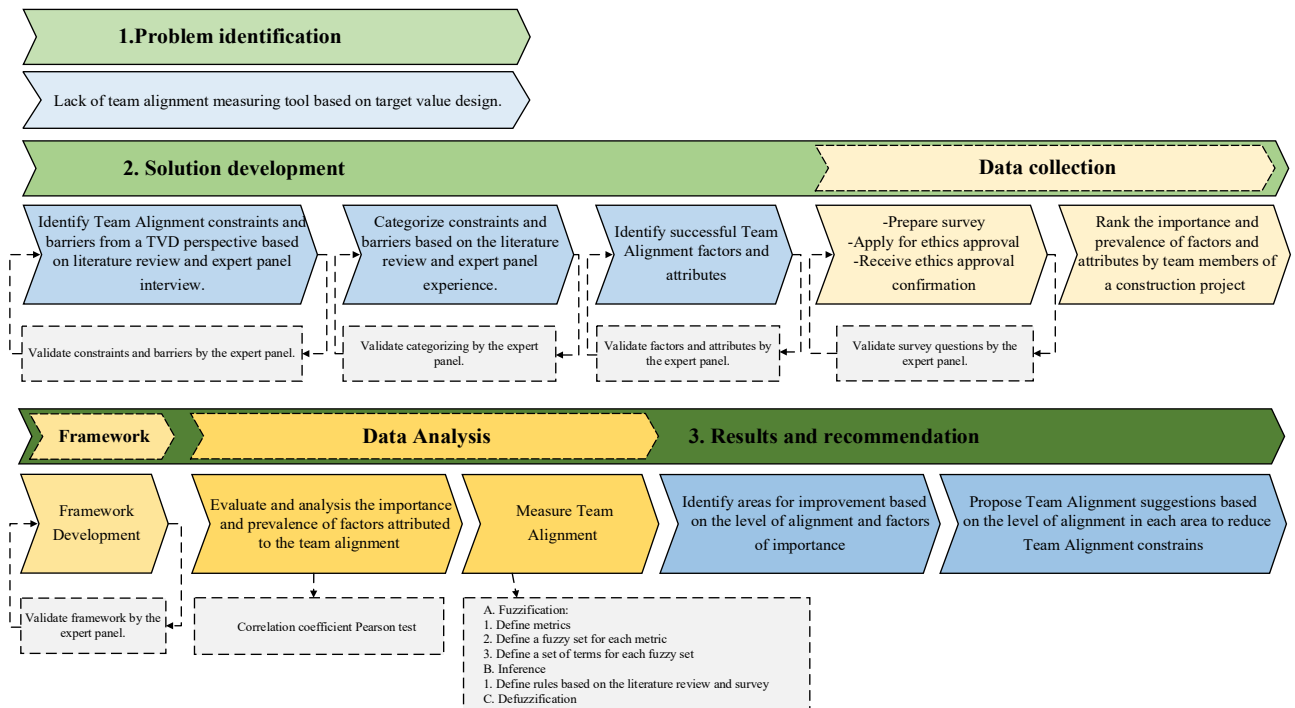 1.Problem identification
Lack of team alignment measuring tool based on target value design.
2. Solution development
Data collection
Identify Team Alignment constraints and
barriers from a TVD perspective based
on literature review and expert panel
interview.
Categorize constraints and
barriers based on the literature
review and expert panel
experience.
Identify successful Team
Alignment factors and
attributes
-Prepare survey
-Apply for ethics approval
-Receive ethics approval
confirmation
Rank the importance and
prevalence of factors and
attributes by team members of
a construction project
Validate constraints and barriers by the expert panel.
Validate categorizing by the expert
panel.
Validate factors and attributes by
the expert panel.
Validate survey questions by the
expert panel.
Framework
Data Analysis
3. Results and recommendation
Framework
Development
Evaluate and analysis the importance
and prevalence of factors attributed
to the team alignment
Measure Team
Alignment
Identify areas for improvement based
on the level of alignment and factors
of importance
Propose Team Alignment suggestions based
on the level of alignment in each area to reduce
Team Alignment constrains
Validate framework by the
expert panel.
Correlation coefficient Pearson test
A. Fuzzification:
1. Define metrics
2. Define a fuzzy set for each metric
3. Define a set of terms for each fuzzy set
B. Inference
1. Define rules based on the literature review and survey
C. Defuzzification